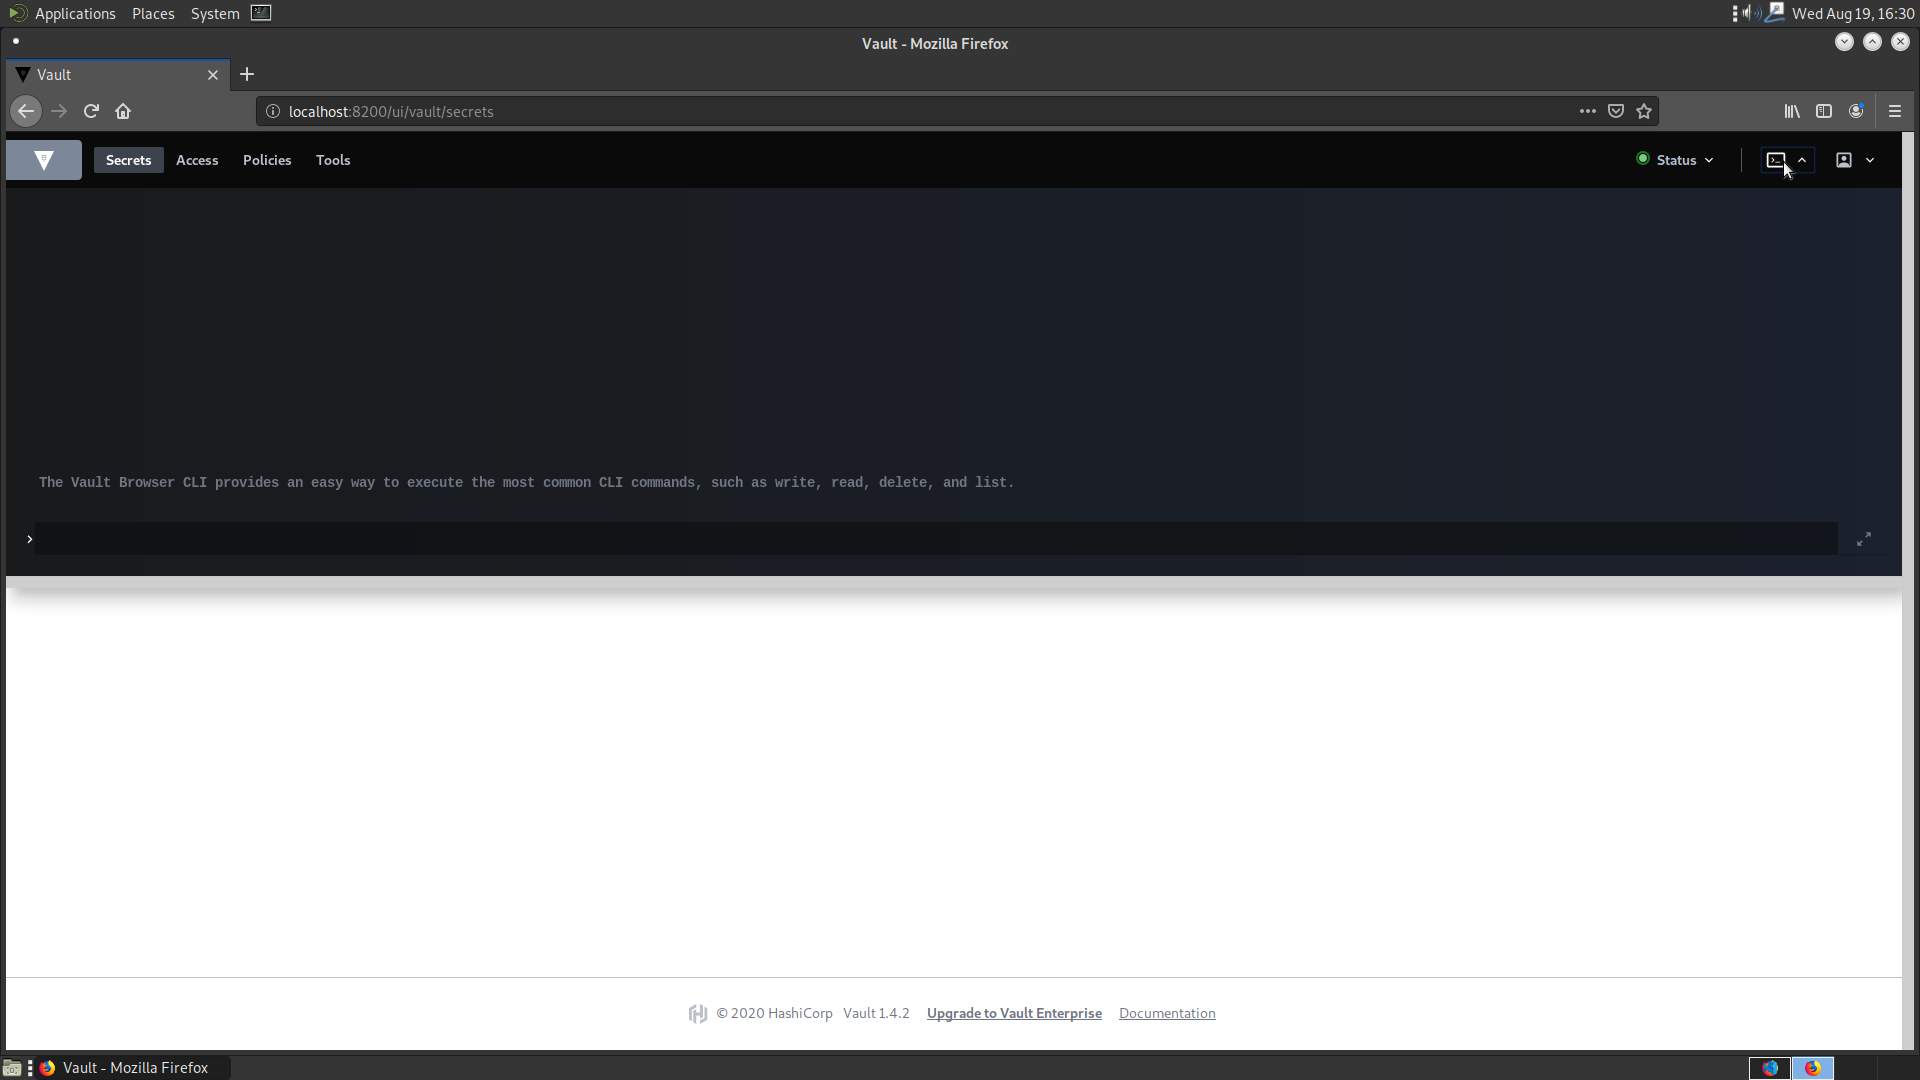 Applications Places System Wed Aug 19, 16:30
Vault - Mozilla Firefox
Vault
localhost:8200/ui/vault/secrets
Secrets Access Policies Tools Status
The Vault Browser CLI provides an easy way to execute the most common CLI commands, such as write, read, delete, and list.
© 2020 HashiCorp Vault 1.4.2 Upgrade to Vault Enterprise Documentation
Vault - Mozilla Firefox